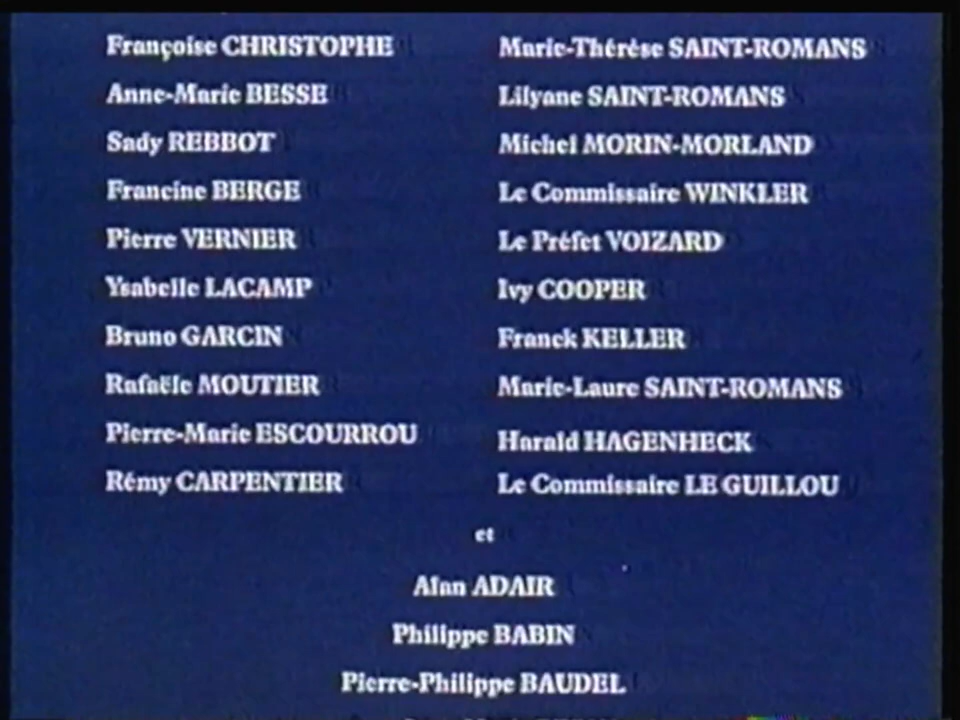 Françoise CHRISTOPHE Marie-Thérèse SAINT-ROMANS
Anne-Marie BESSE Lilyane SAINT-ROMANS
Sady REBBOT Michel MORIN-MORLAND
Francine BERGE Le Commissaire WINKLER
Pierre VERNIER Le Préfet VOIZARD
Ysabelle LACAMP Ivy COOPER
Bruno GARCIN Franck KELLER
Rafaële MOUTIER Marie-Laure SAINT-ROMANS
Pierre-Marie ESCOURROU Harald HAGENHECK
Rémy CARPENTIER Le Commissaire LE GUILLOU
et
Alan ADAIR
Philippe BABIN
Pierre-Philippe BAUDEL